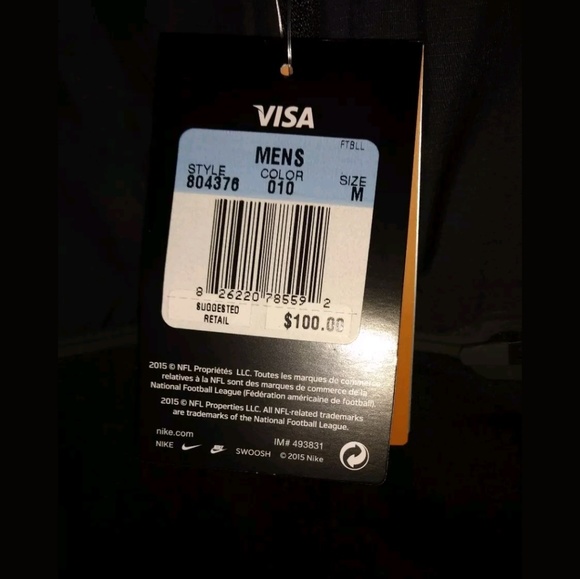 VISA
FTBLL
MENS
STYLE COLOR SIZE
804376 010 M
8 26220 78559 2
SUGGESTED
RETAIL
$100.00
2015 © NFL Propriétés LLC. Toutes les marques de
relatives à la NFL sont des marques de commerce de la
National Football League (Fédération américaine de football).
2015 © NFL Properties LLC. All NFL-related trademarks
are trademarks of the National Football League.
nike.com
IM# 493831
NIKE SWOOSH © 2015 Nike